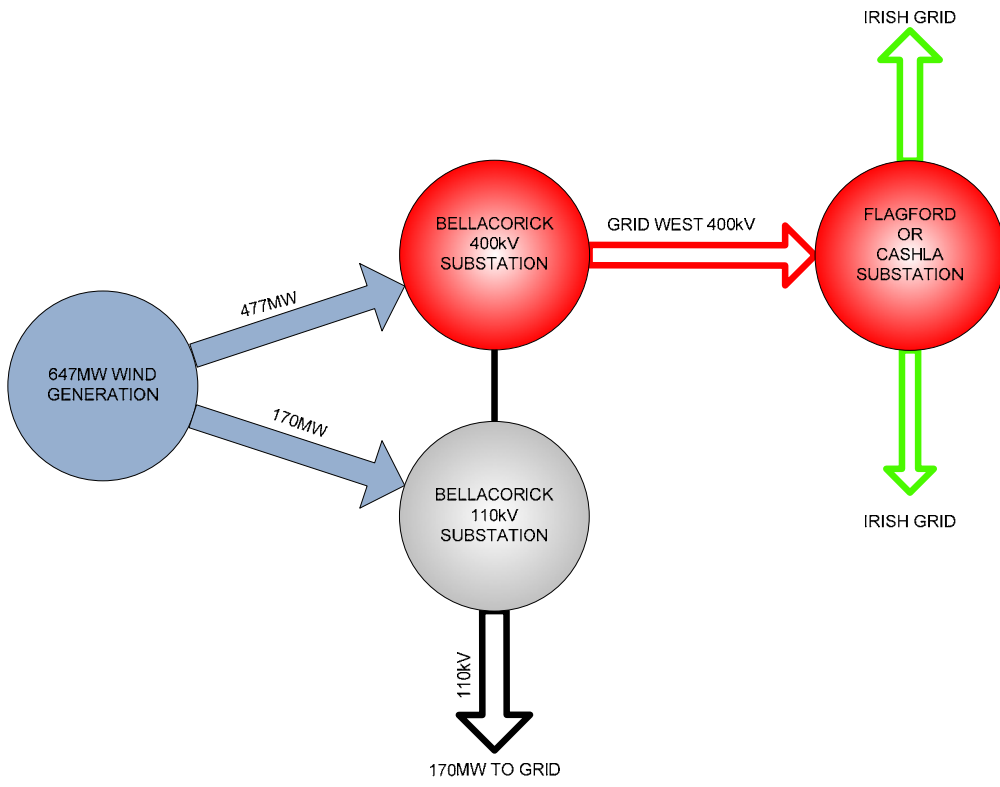 IRISH GRID
BELLACORICK
400kV
SUBSTATION
GRID WEST 400kV
FLAGFORD
OR
CASHLA
SUBSTATION
477MW
647MW WIND
GENERATION
170MW
BELLACORICK
110kV
SUBSTATION
IRISH GRID
110kV
170MW TO GRID